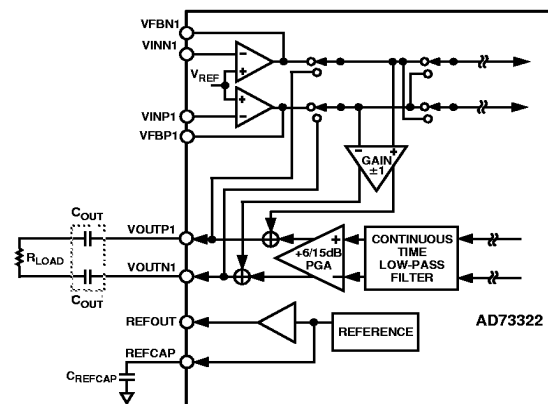 VFBN1
VINN1
VREF
VINP1
VFBP1
GAIN
±1
COUT
VOUTP1
RLOAD
VOUTN1
COUT
+6/15dB
PGA
CONTINUOUS
TIME
LOW-PASS
FILTER
REFOUT
REFERENCE
AD73322
REFCAP
CREFCAP